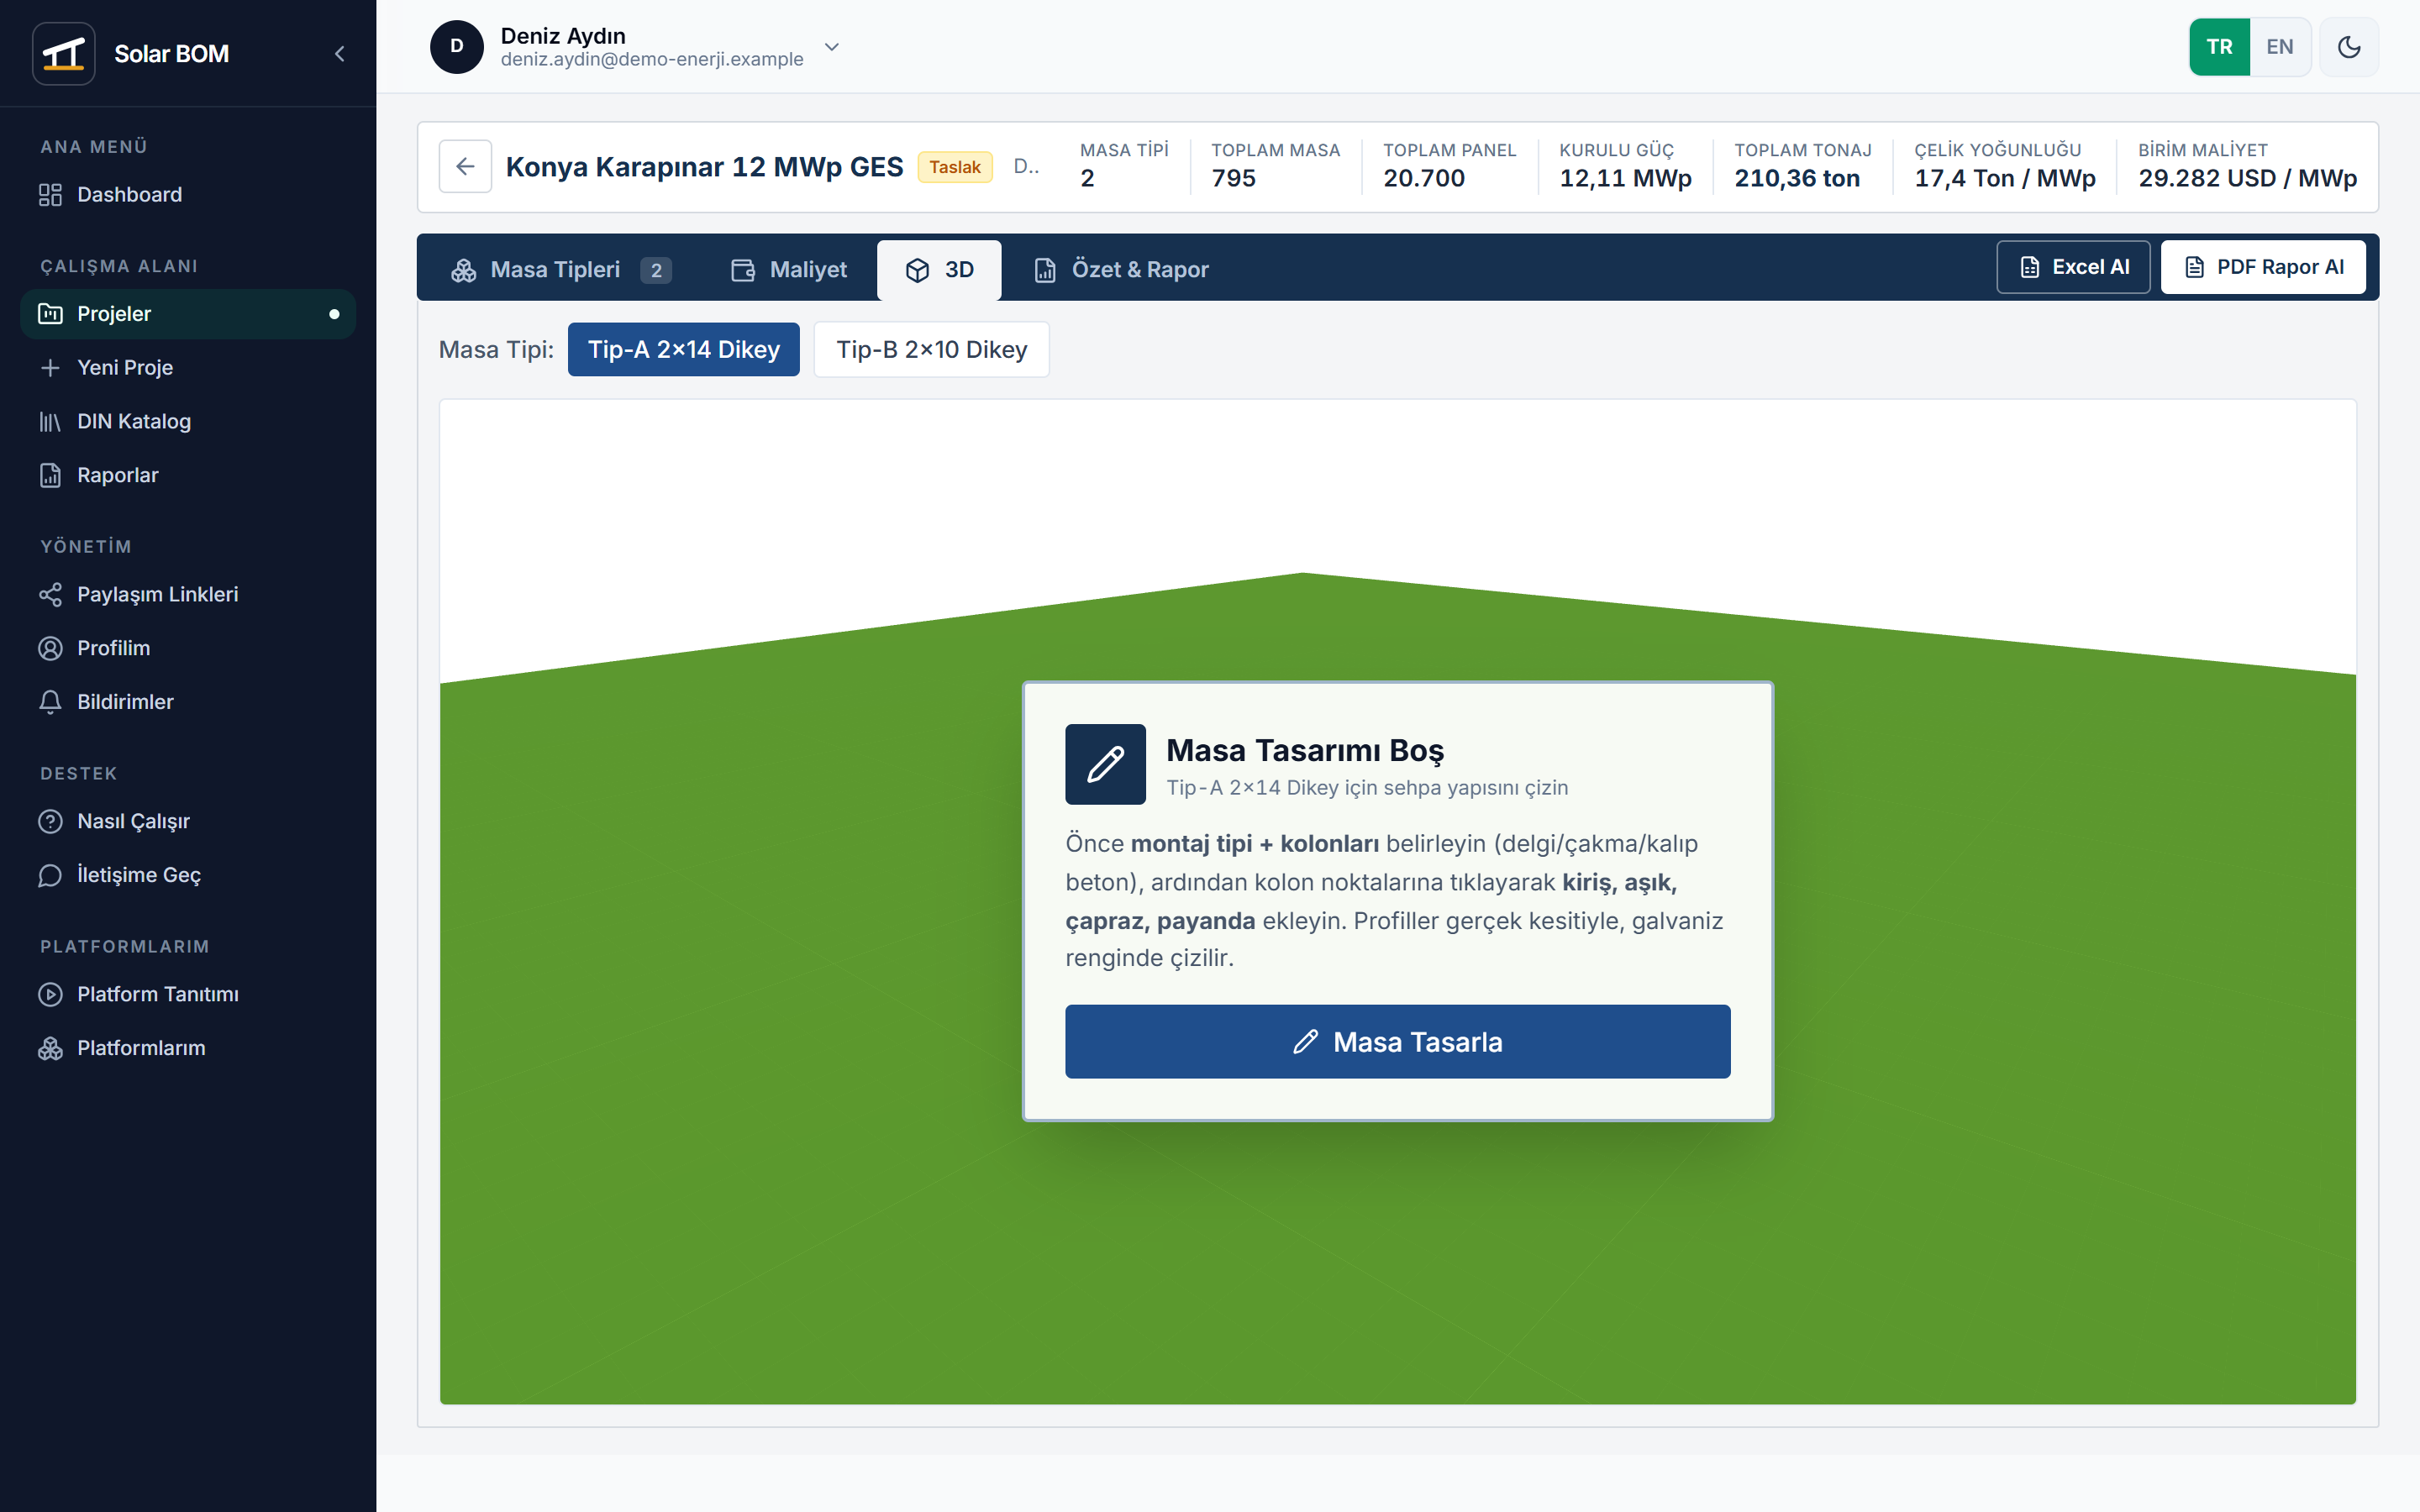 Solar BOM
ANA MENÜ
Dashboard
ÇALIŞMA ALANI
Projeler
Yeni Proje
DIN Katalog
Raporlar
YÖNETİM
Paylaşım Linkleri
Profilim
Bildirimler
DESTEK
Nasıl Çalışır
İletişime Geç
PLATFORMLARIM
Platform Tanıtımı
Platformlarım
D
Deniz Aydın
deniz.aydin@demo-enerji.example
TR
EN
Konya Karapınar 12 MWp GES
Taslak
D..
MASA TİPİ
2
TOPLAM MASA
795
TOPLAM PANEL
20.700
KURULU GÜÇ
12,11 MWp
TOPLAM TONAJ
210,36 ton
ÇELİK YOĞUNLUĞU
17,4 Ton / MWp
BİRİM MALİYET
29.282 USD / MWp
Masa Tipleri 2
Maliyet
3D
Özet & Rapor
Excel Al
PDF Rapor Al
Masa Tipi:
Tip-A 2×14 Dikey
Tip-B 2×10 Dikey
Masa Tasarımı Boş
Tip-A 2×14 Dikey için sehpa yapısını çizin
Önce montaj tipi + kolonları belirleyin (delgi/çakma/kalıp
beton), ardından kolon noktalarına tıklayarak kiriş, aşık,
çapraz, payanda ekleyin. Profiller gerçek kesitiyle, galvaniz
renginde çizilir.
Masa Tasarla